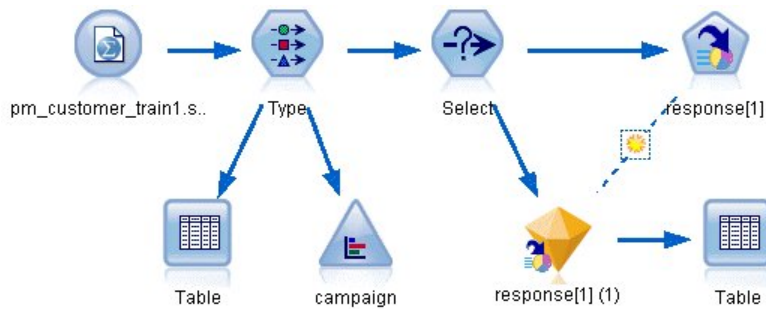 pm_customer_train1.s..
Type
Select
response[1]
Table
campaign
response[1] (1)
Table